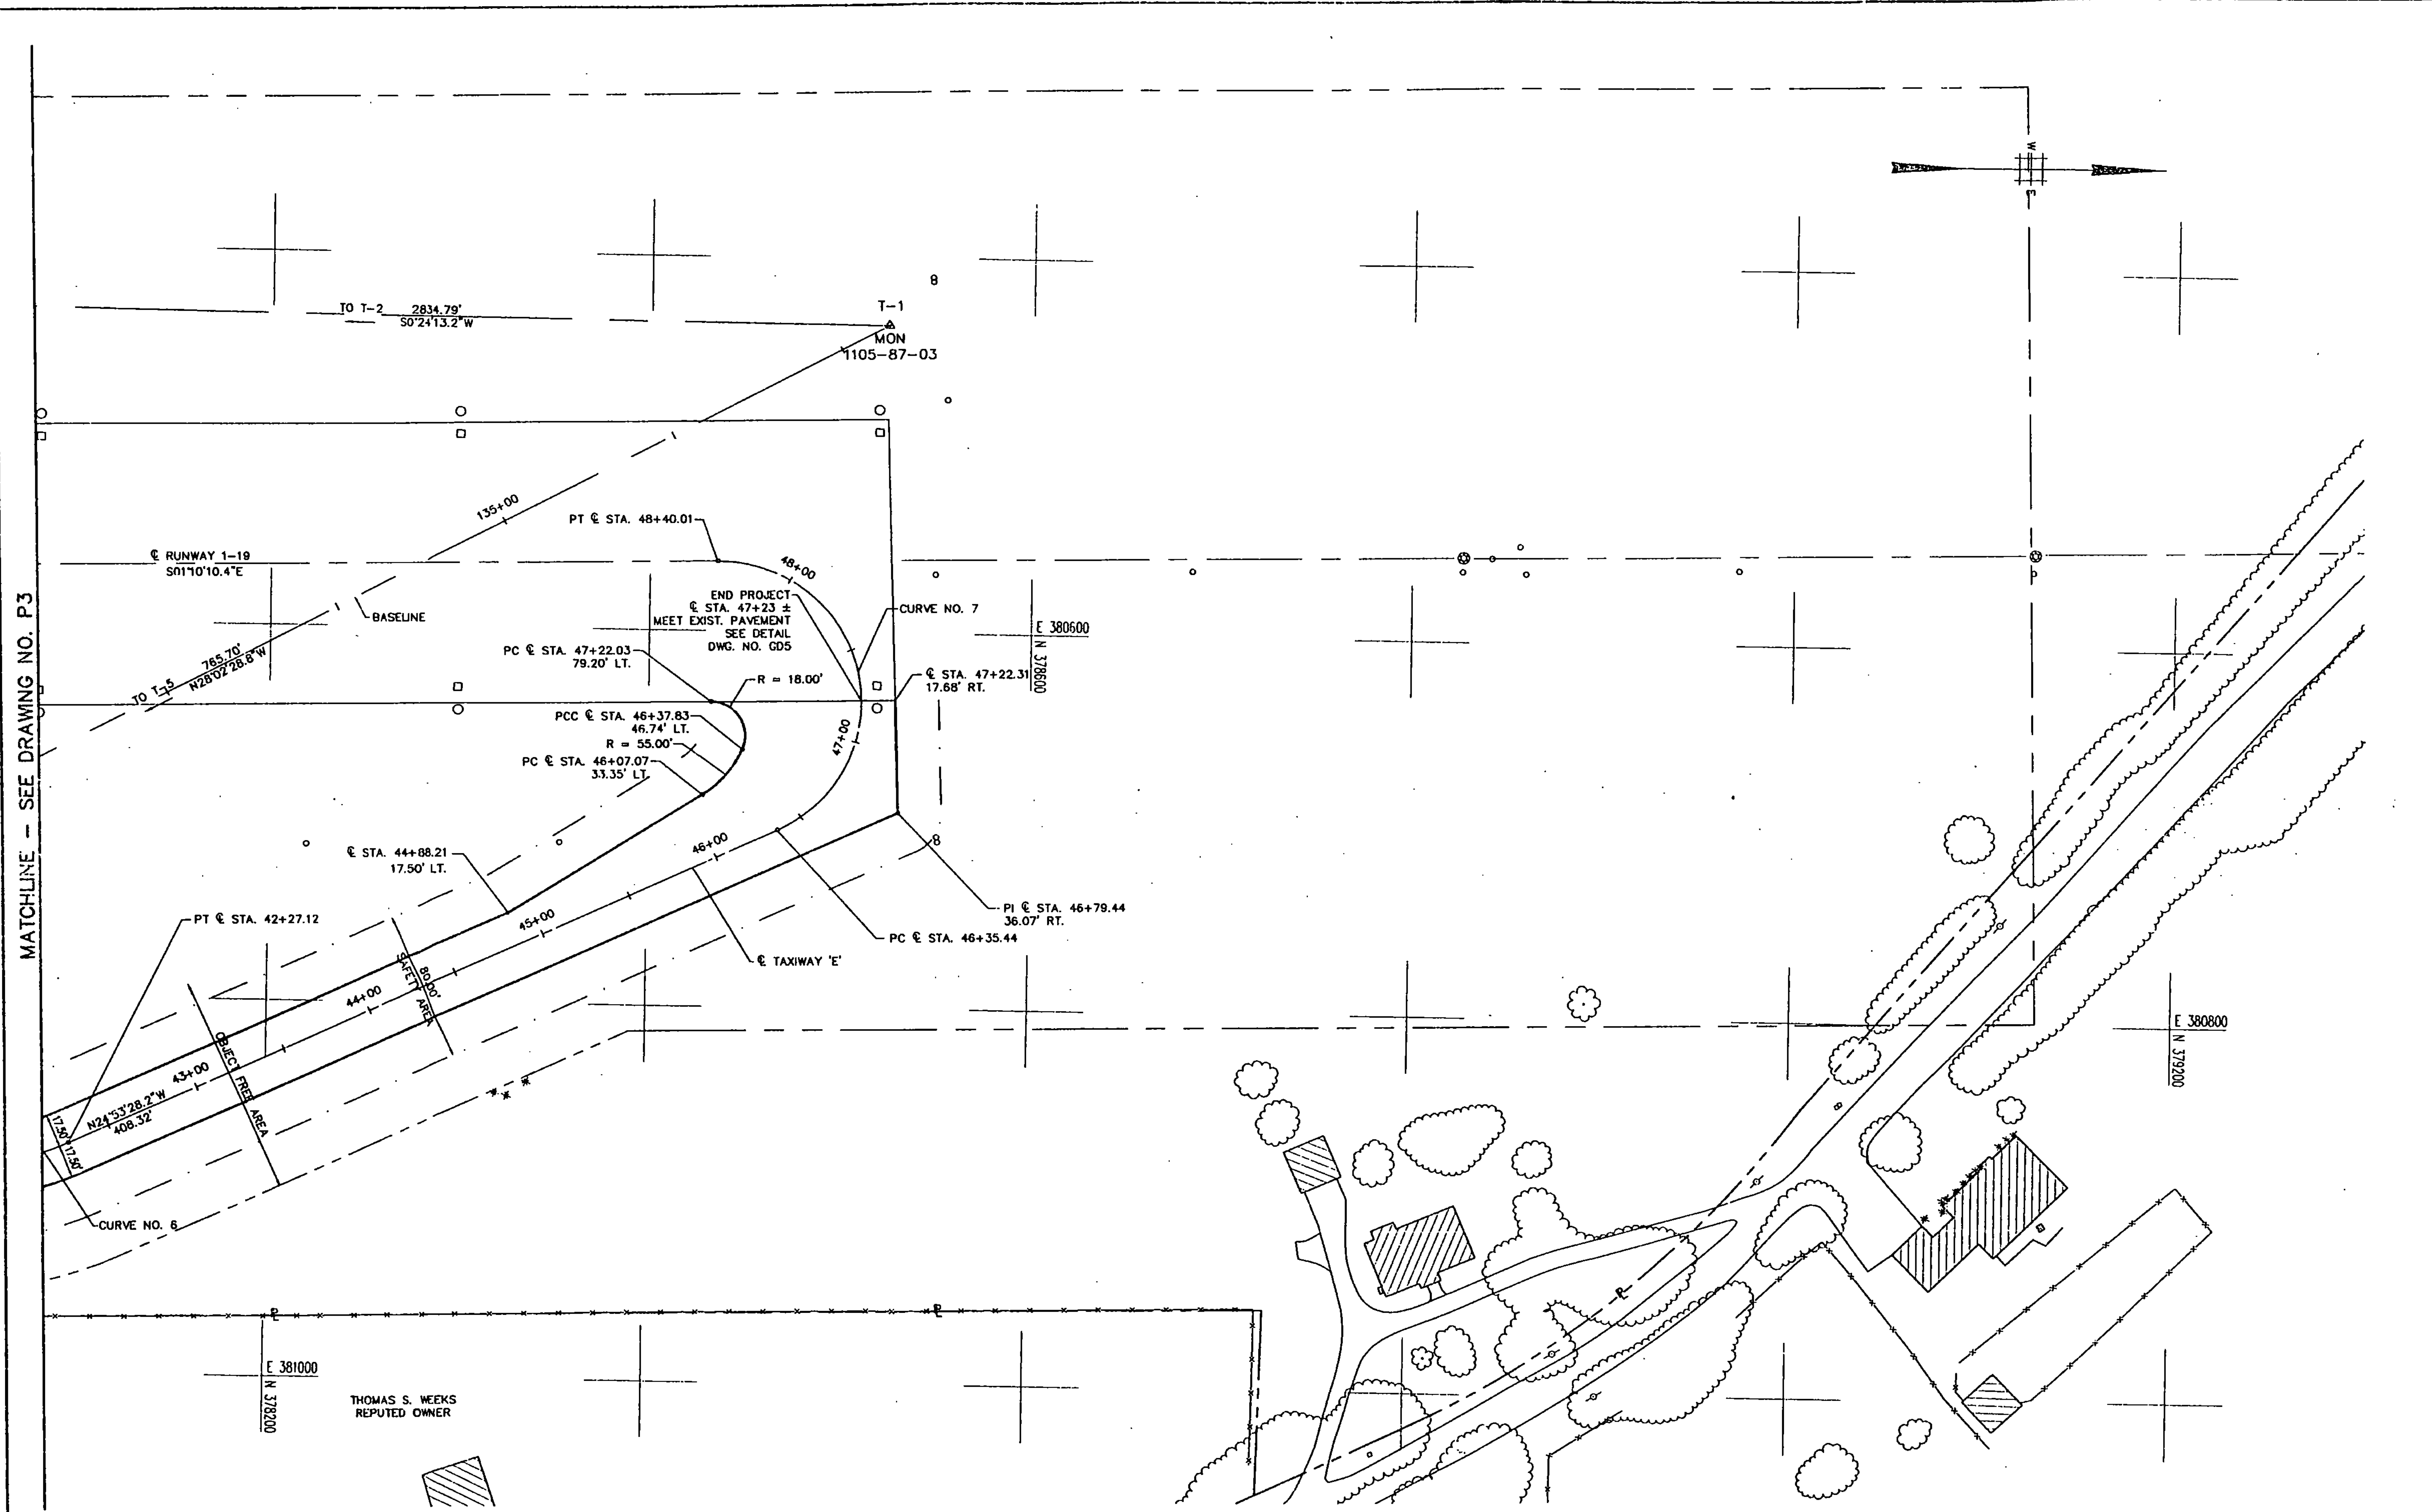 W
E
8
T-1
TO T-2 2834.79'
S0°24'13.2"W
MON
1105-87-03
135+00
PT ℄ STA. 48+40.01
48+00
℄ RUNWAY 1-19
S01°10'10.4"E
END PROJECT
℄ STA. 47+23 ±
MEET EXIST. PAVEMENT
SEE DETAIL
DWG. NO. GD5
CURVE NO. 7
BASELINE
E 380600
N 378600
PC ℄ STA. 47+22.03
79.20' LT.
765.70'
N28°02'28.8"W
TO T-5
R = 18.00'
℄ STA. 47+22.31
17.68' RT.
PCC ℄ STA. 46+37.83
46.74' LT.
R = 55.00'
47+00
PC ℄ STA. 46+07.07
33.35' LT.
MATCHLINE - SEE DRAWING NO. P3
46+00
8
℄ STA. 44+88.21
17.50' LT.
PI ℄ STA. 46+79.44
36.07' RT.
PT ℄ STA. 42+27.12
45+00
PC ℄ STA. 46+35.44
℄ TAXIWAY 'E'
80.00'
SAFETY AREA
44+00
E 380800
N 379200
OBJECT FREE AREA
43+00
N24°53'28.2"W
408.32'
17.50' 17.50'
CURVE NO. 6
E 381000
N 378200
THOMAS S. WEEKS
REPUTED OWNER